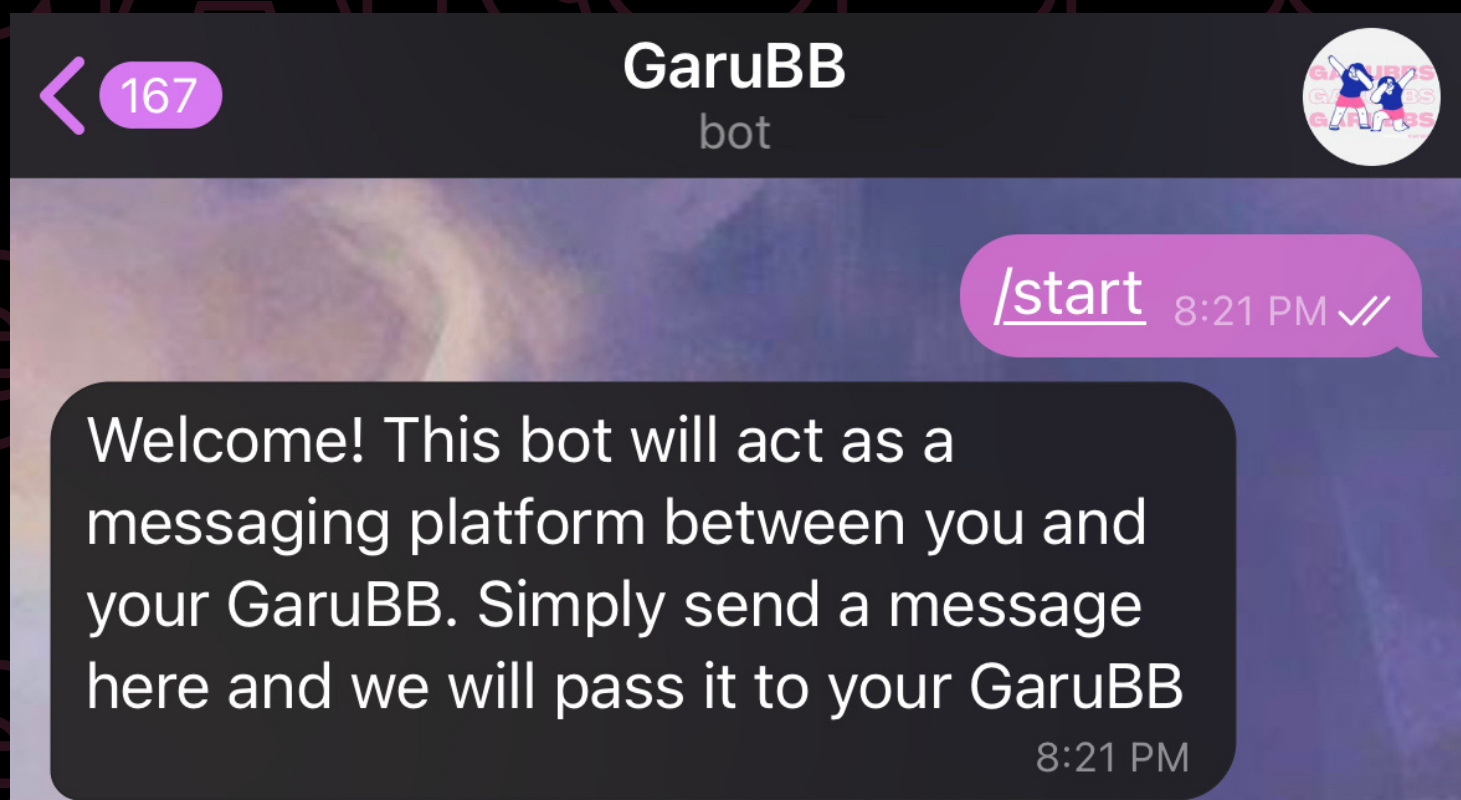 167
GaruBB
bot
/start 8:21 PM
Welcome! This bot will act as a
messaging platform between you and
your GaruBB. Simply send a message
here and we will pass it to your GaruBB
8:21 PM